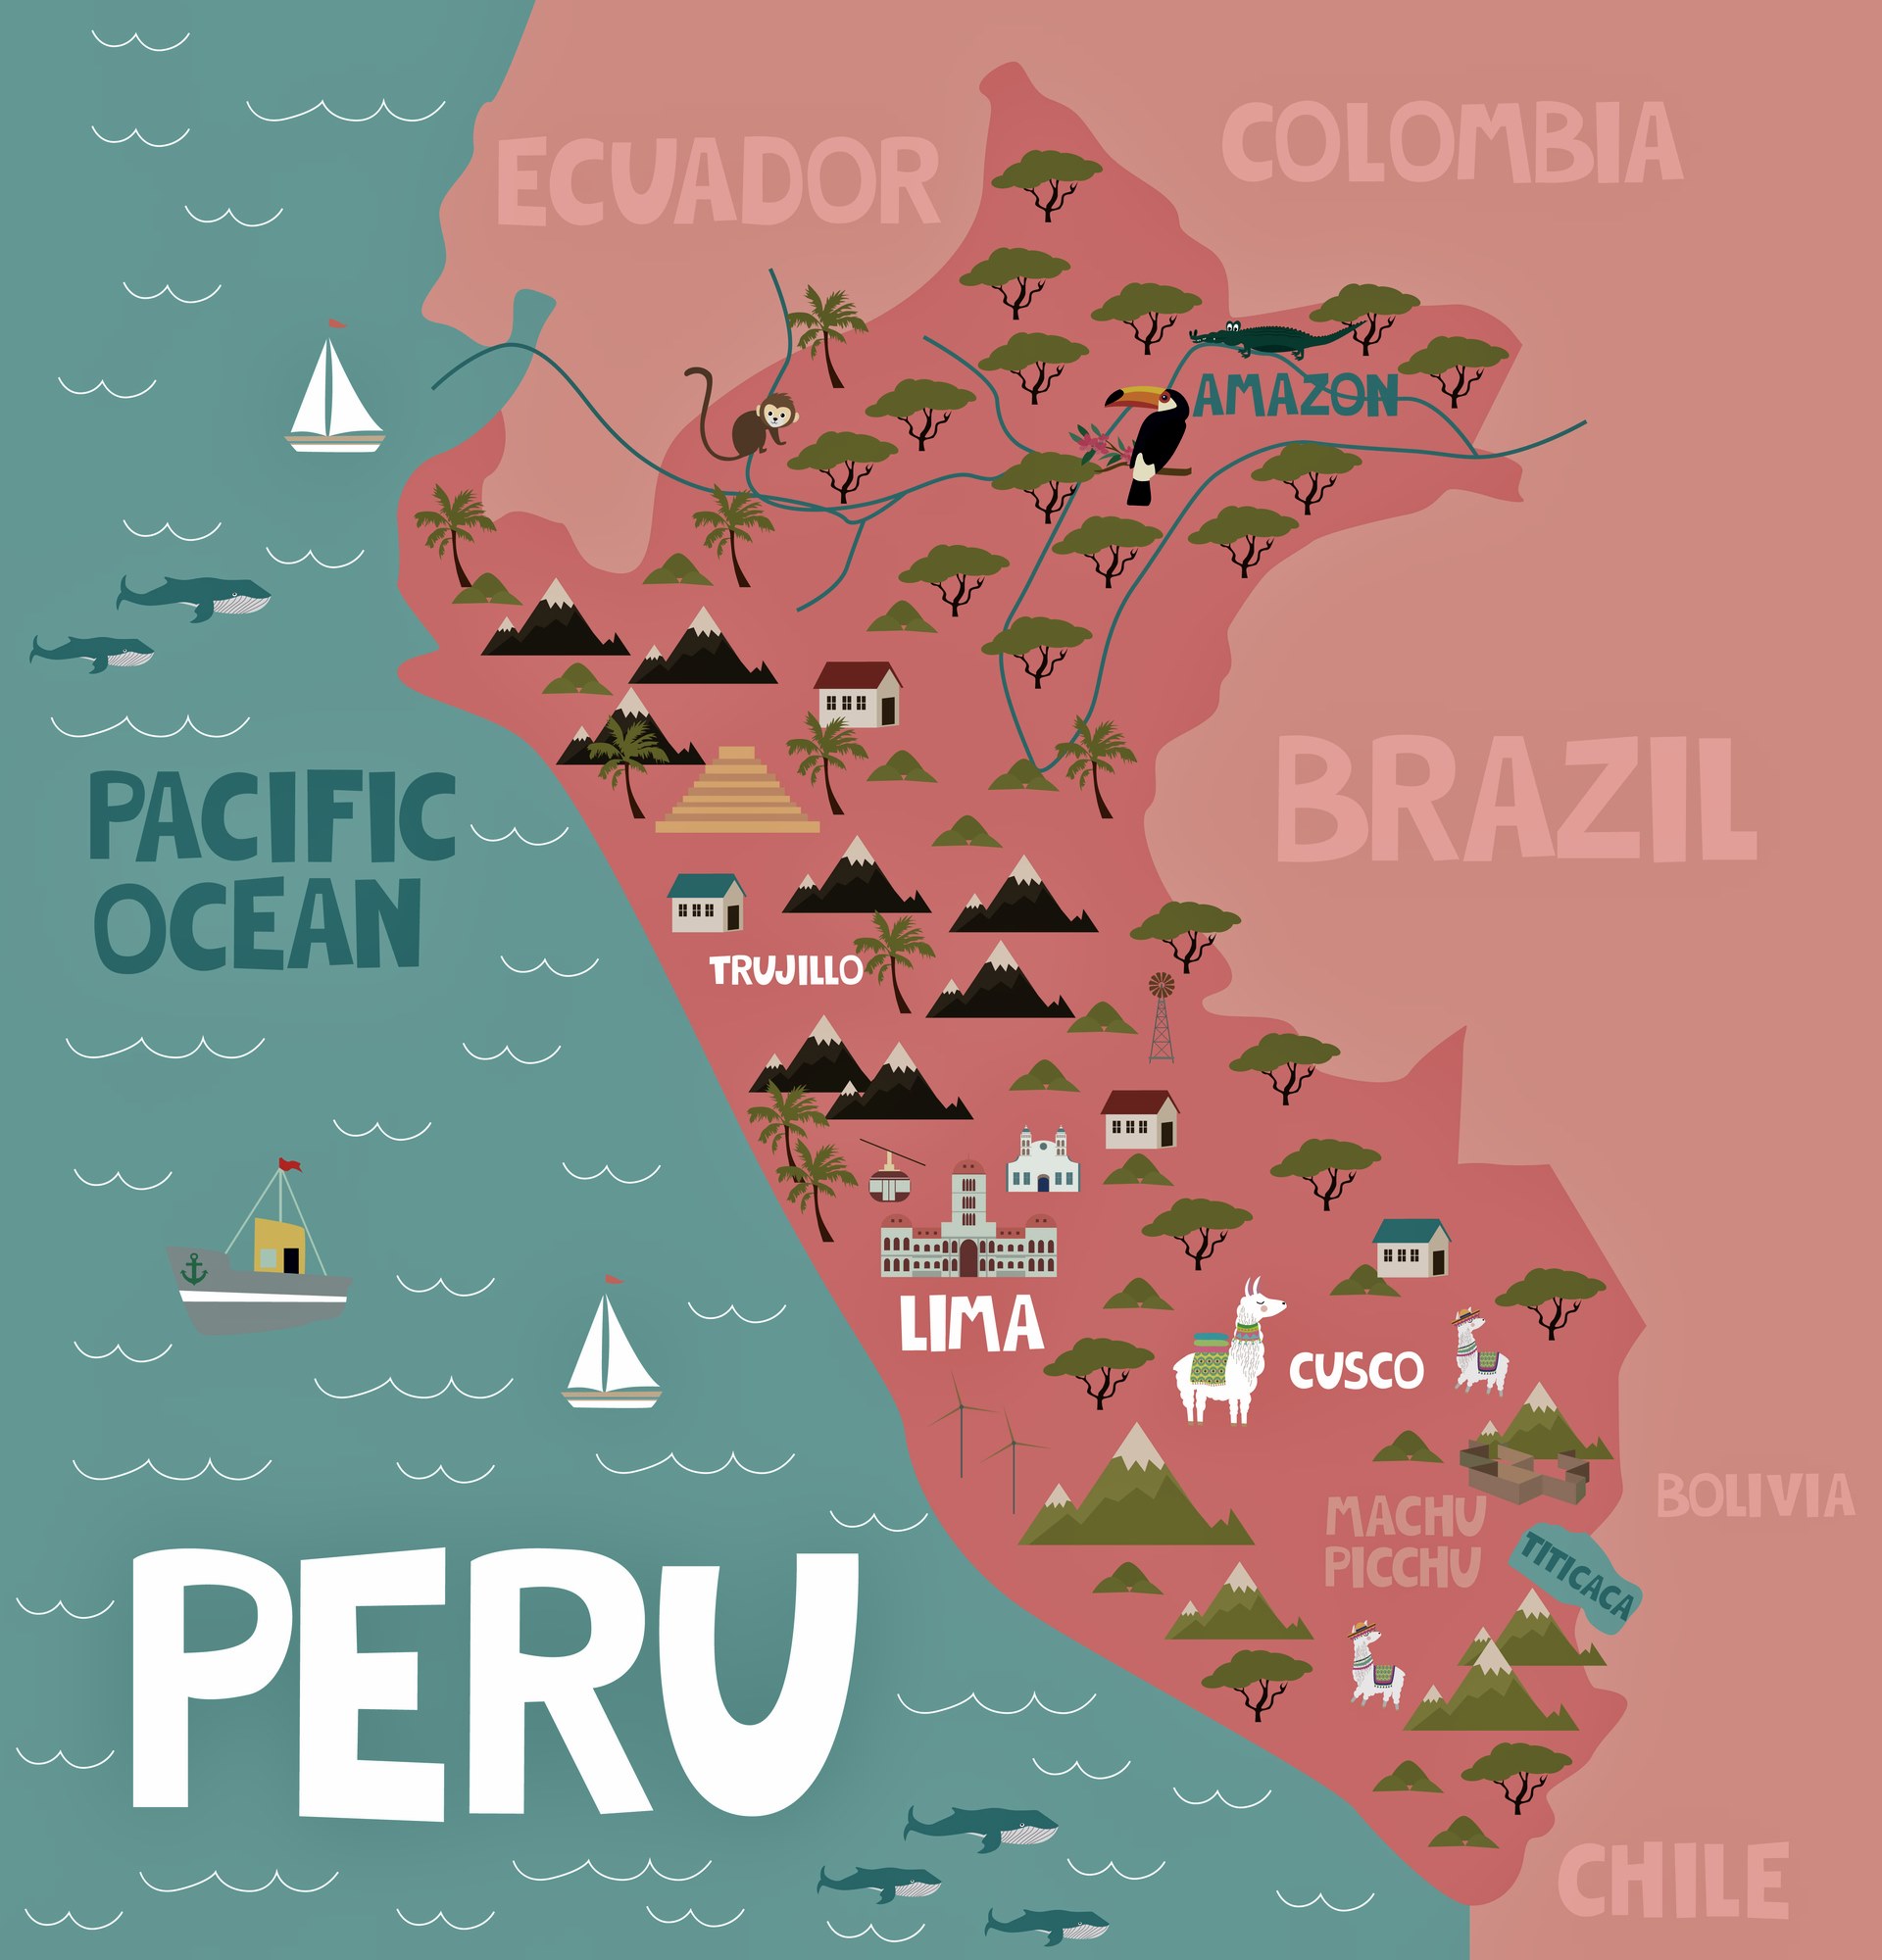 ECUADOR
COLOMBIA
AMAZON
PACIFIC
OCEAN
BRAZIL
TRUJILLO
LIMA
CUSCO
MACHU
PICCHU
BOLIVIA
TITICACA
PERU
CHILE